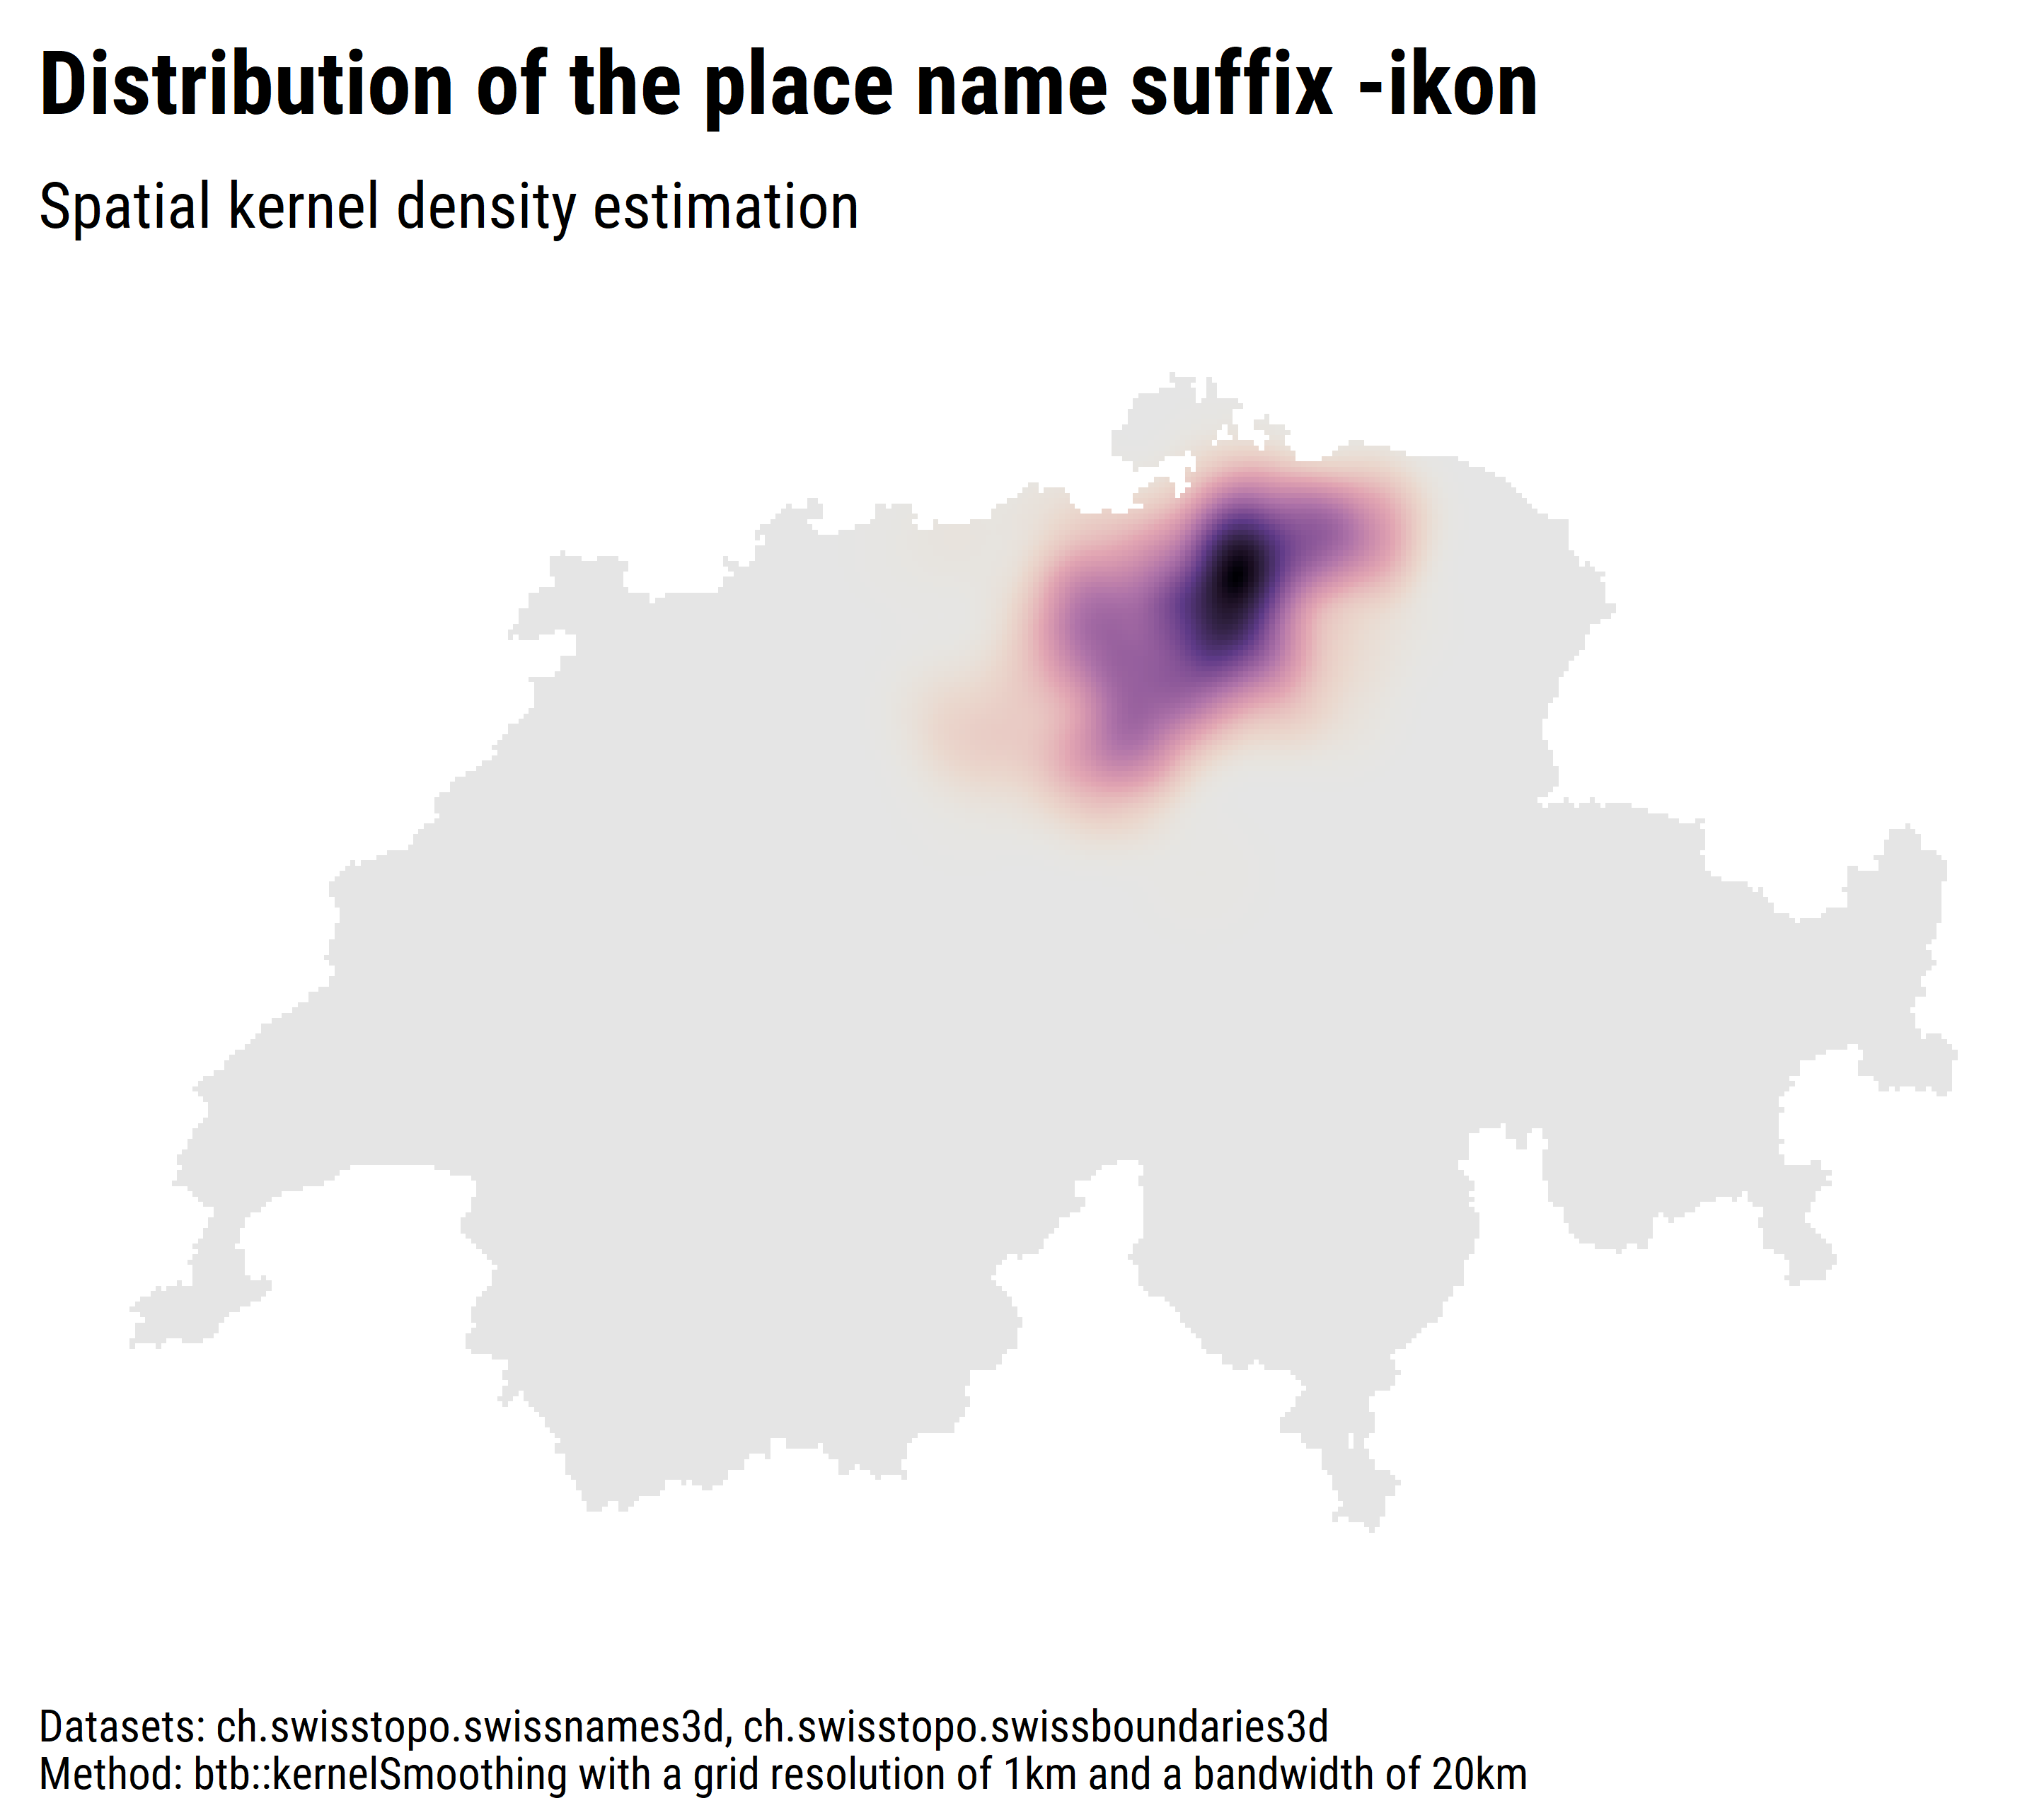 Distribution of the place name suffix -ikon
Spatial kernel density estimation
Datasets: ch.swisstopo.swissnames3d, ch.swisstopo.swissboundaries3d
Method: btb::kernelSmoothing with a grid resolution of 1km and a bandwidth of 20km